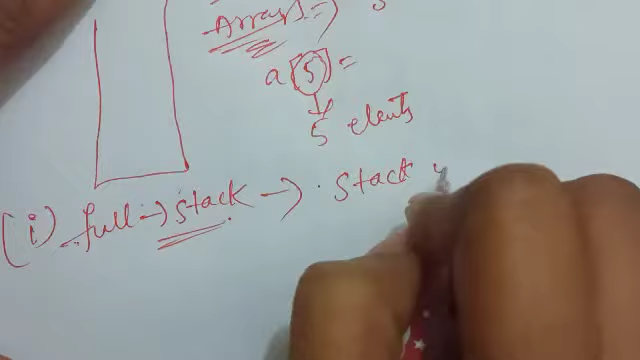 Arrays =>
a[5] =
5 elents
(i) full → stack → . Stack